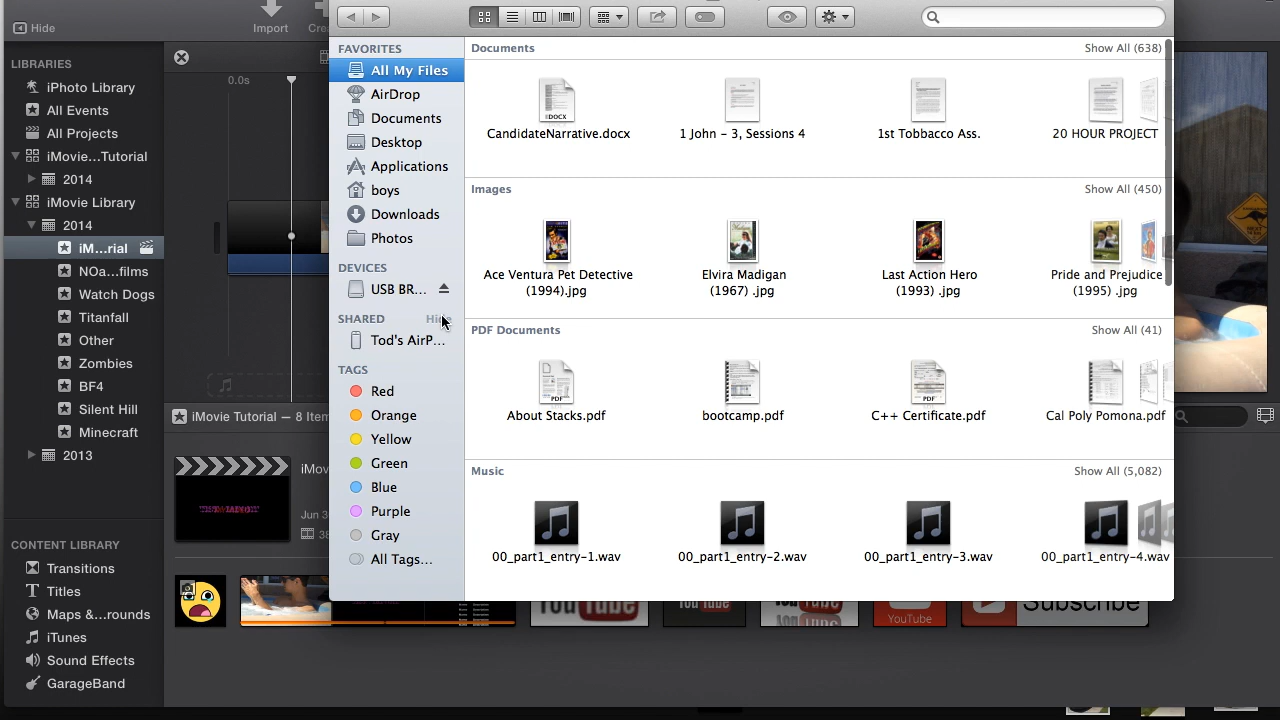 Hide
Import
LIBRARIES
iPhoto Library
All Events
All Projects
iMovie...Tutorial
2014
iMovie Library
2014
iM...rial
NOa...films
Watch Dogs
Titanfall
Other
Zombies
BF4
Silent Hill
Minecraft
2013
CONTENT LIBRARY
Transitions
Titles
Maps &...rounds
iTunes
Sound Effects
GarageBand
0.0s
iMovie Tutorial — 8 Item
iMov
Jun 3
FAVORITES
All My Files
AirDrop
Documents
Desktop
Applications
boys
Downloads
Photos
DEVICES
USB BR...
SHARED
Tod's AirP...
TAGS
Red
Orange
Yellow
Green
Blue
Purple
Gray
All Tags...
Documents Show All (638)
DOCX
CandidateNarrative.docx
1 John - 3, Sessions 4
1st Tobbacco Ass.
20 HOUR PROJECT
Images Show All (450)
Ace Ventura Pet Detective
(1994).jpg
Elvira Madigan
(1967) .jpg
Last Action Hero
(1993) .jpg
Pride and Prejudice
(1995) .jpg
PDF Documents Show All (41)
PDF
About Stacks.pdf
bootcamp.pdf
PDF
C++ Certificate.pdf
Cal Poly Pomona.pdf
Music Show All (5,082)
00_part1_entry-1.wav
00_part1_entry-2.wav
00_part1_entry-3.wav
00_part1_entry-4.wav
YouTube
Subscribe